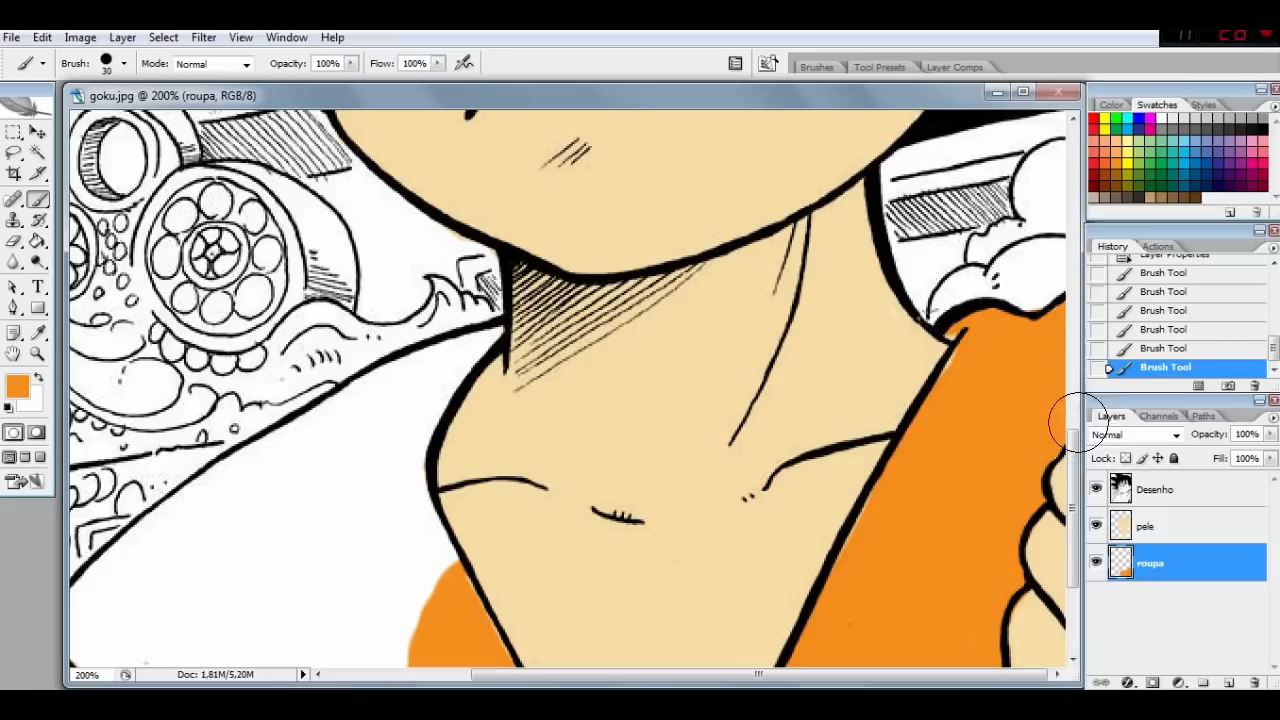 File Edit Image Layer Select Filter View Window Help
Brush: 30 Mode: Normal Opacity: 100% Flow: 100% Brushes Tool Presets Layer Comps
goku.jpg @ 200% (roupa, RGB/8)
Color Swatches Styles
History Actions
Layer Properties
Brush Tool
Brush Tool
Brush Tool
Brush Tool
Brush Tool
Brush Tool
Layers Channels Paths
Normal Opacity: 100%
Lock: Fill: 100%
Desenho
pele
roupa
200% Doc: 1,81M/5,20M